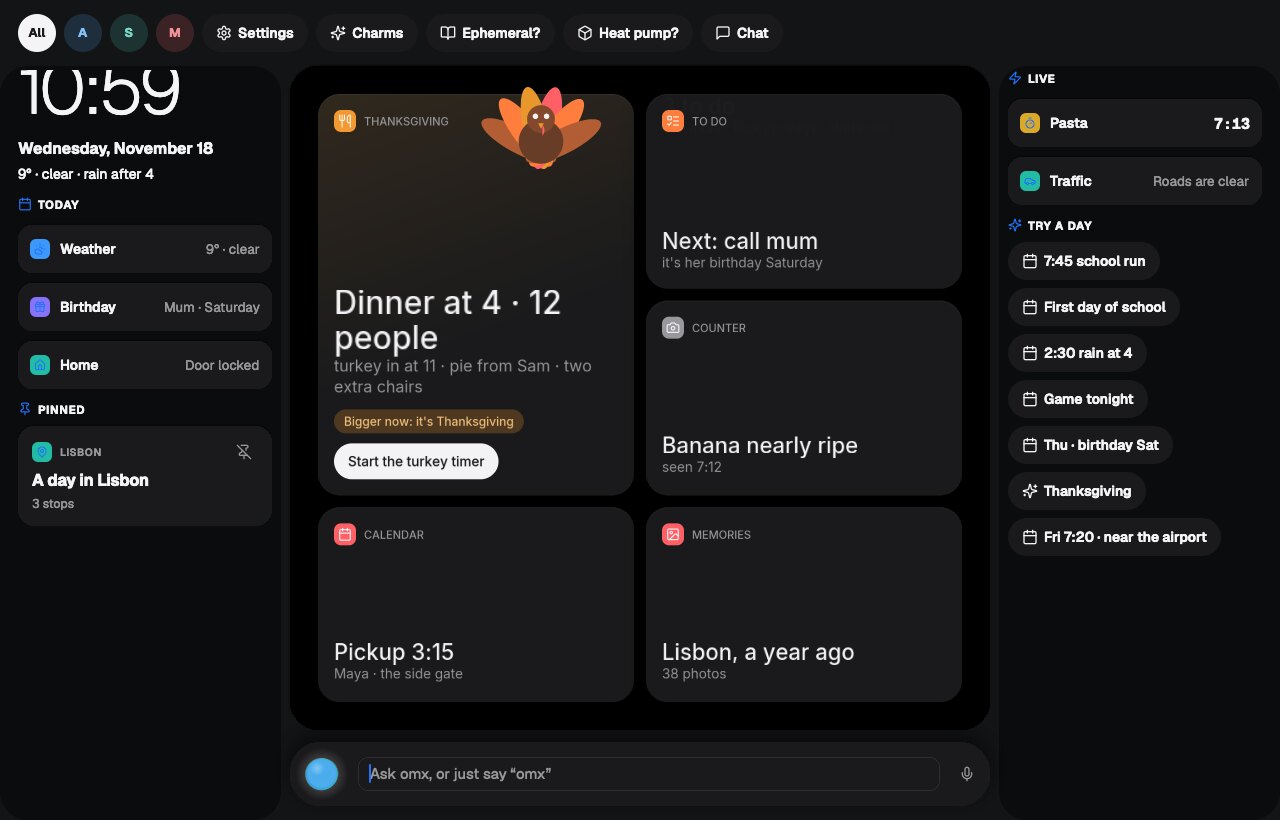 All
A
S
M
Settings
Charms
Ephemeral?
Heat pump?
Chat
10:59
Wednesday, November 18
9° · clear · rain after 4
TODAY
Weather
9° · clear
Birthday
Mum · Saturday
Home
Door locked
PINNED
LISBON
A day in Lisbon
3 stops
THANKSGIVING
Dinner at 4 · 12
people
turkey in at 11 · pie from Sam · two
extra chairs
Bigger now: it's Thanksgiving
Start the turkey timer
TO DO
Next: call mum
it's her birthday Saturday
COUNTER
Banana nearly ripe
seen 7:12
CALENDAR
Pickup 3:15
Maya · the side gate
MEMORIES
Lisbon, a year ago
38 photos
Ask omx, or just say “omx”
LIVE
Pasta
7:13
Traffic
Roads are clear
TRY A DAY
7:45 school run
First day of school
2:30 rain at 4
Game tonight
Thu · birthday Sat
Thanksgiving
Fri 7:20 · near the airport